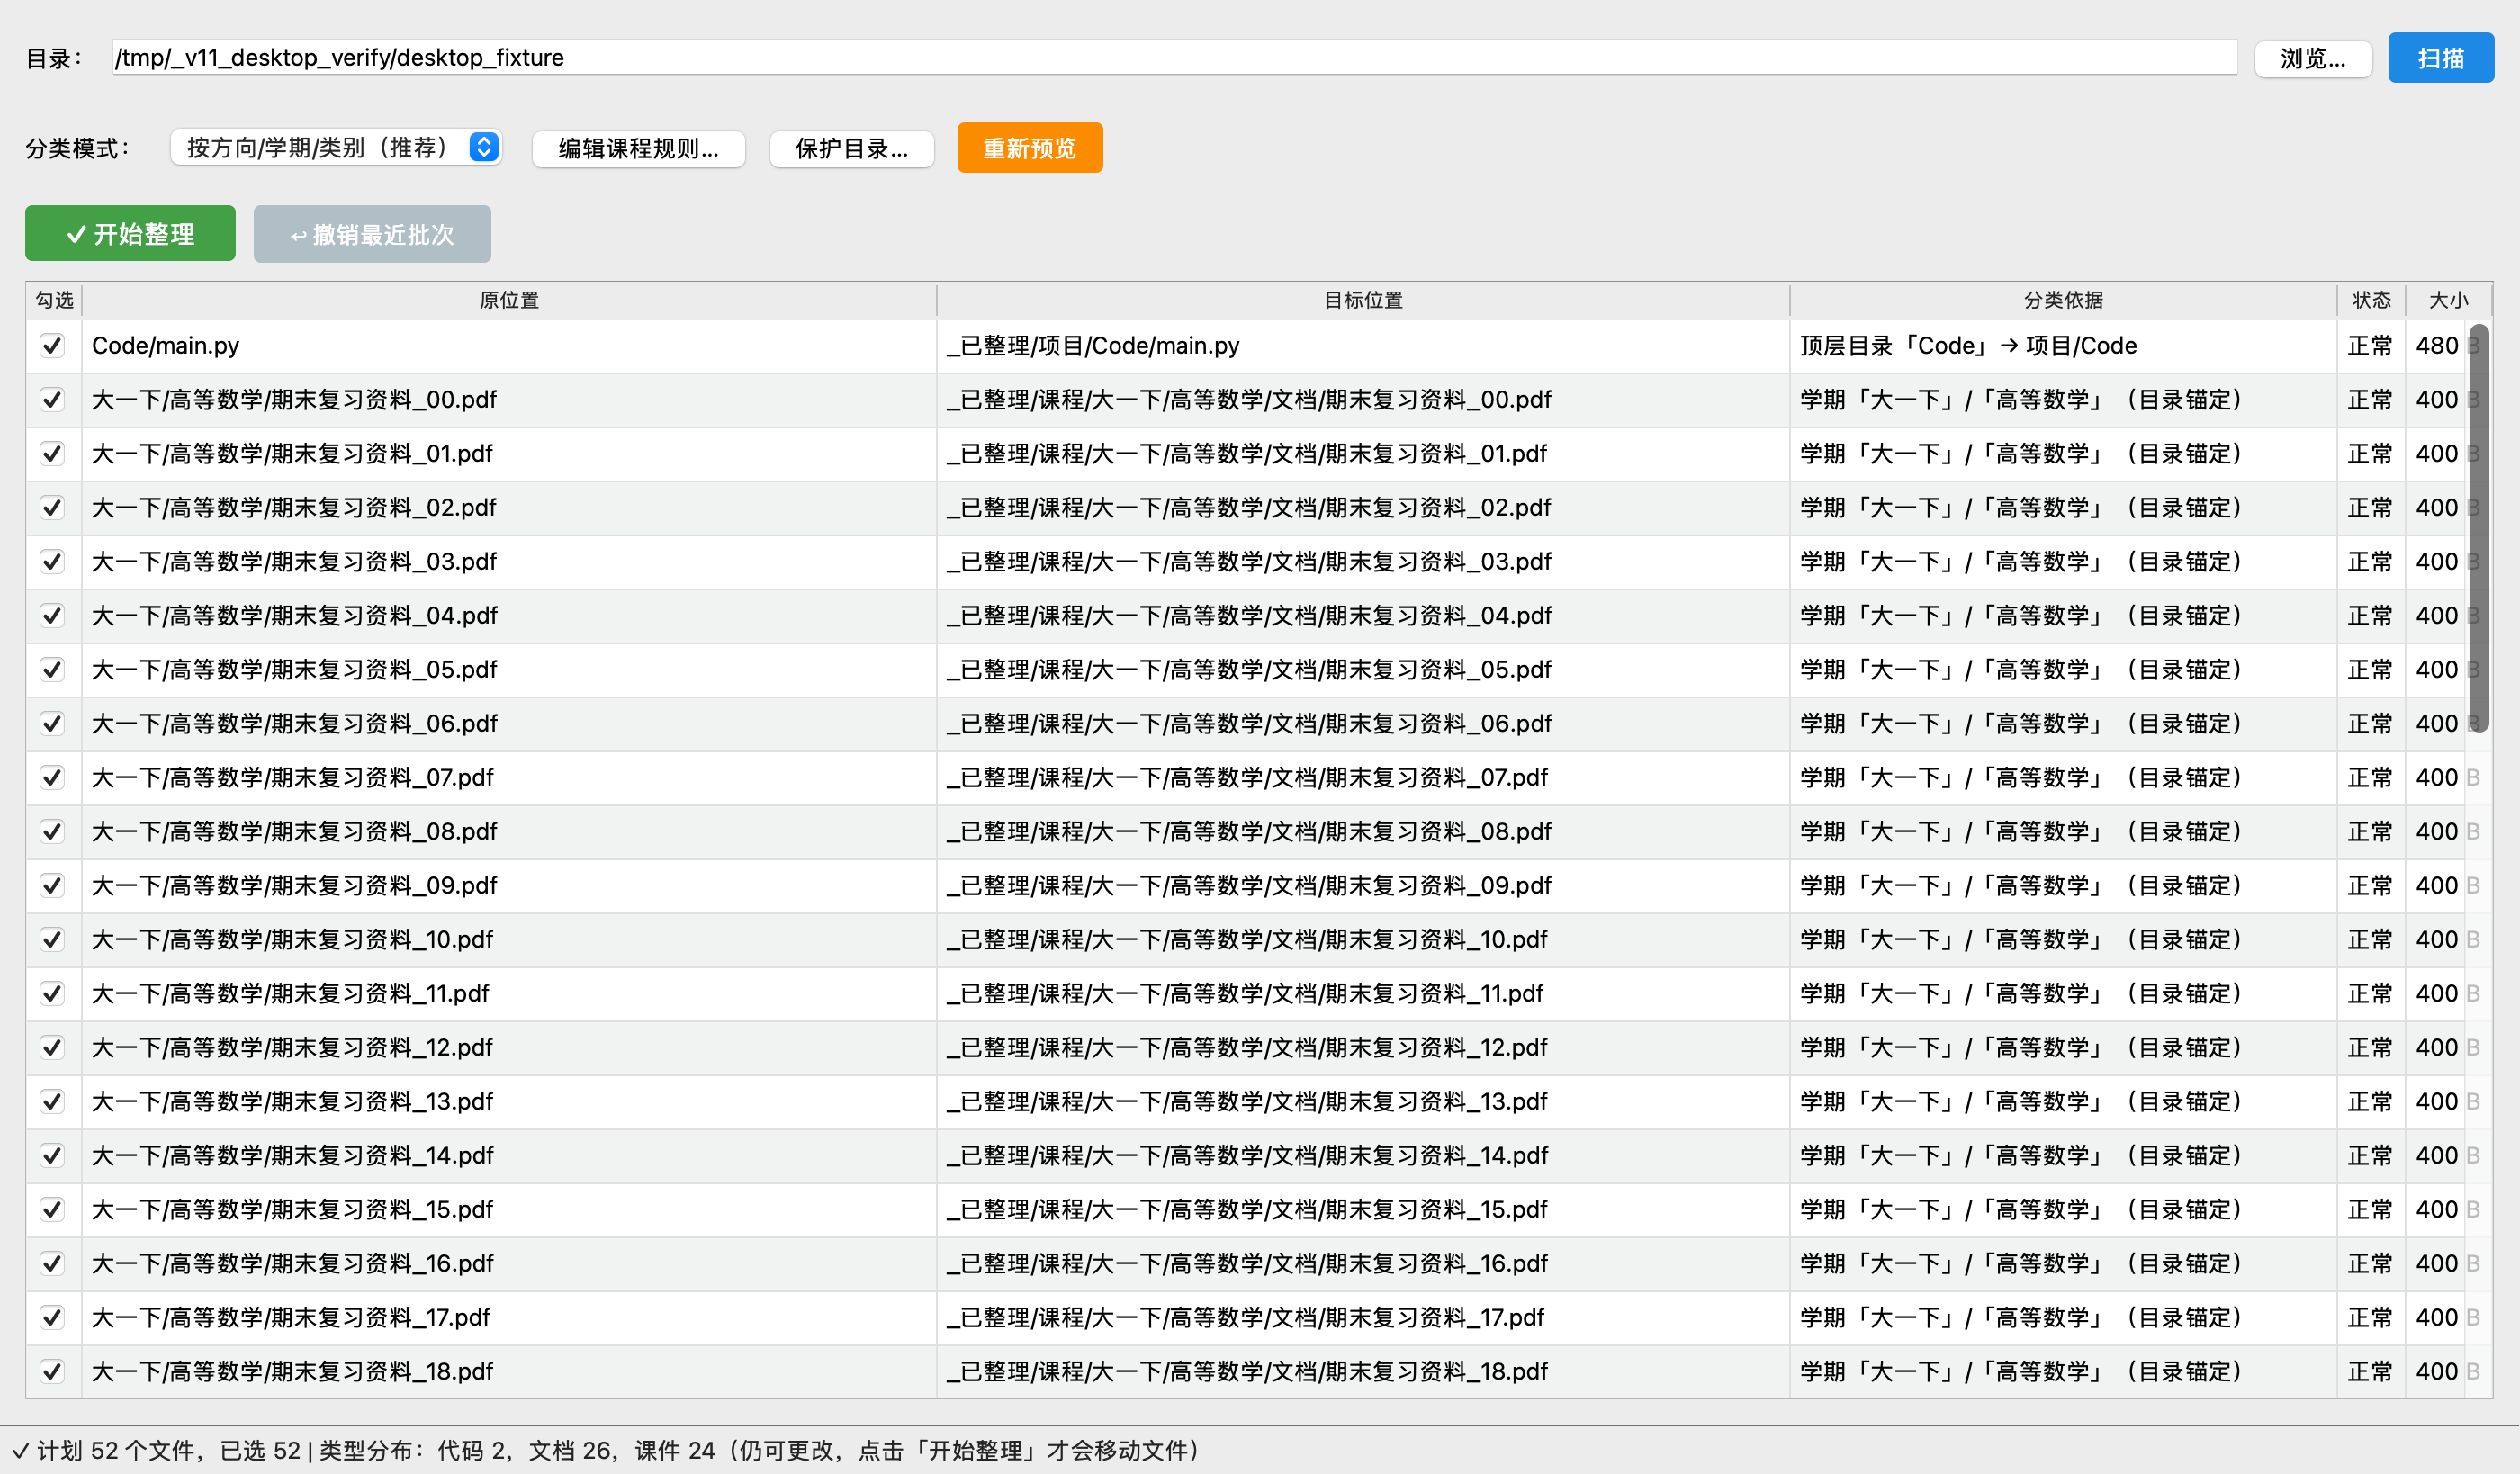 目录： /tmp/_v11_desktop_verify/desktop_fixture 浏览... 扫描
分类模式： 按方向/学期/类别（推荐） 编辑课程规则... 保护目录... 重新预览
✓ 开始整理 ↩ 撤销最近批次
勾选 原位置 目标位置 分类依据 状态 大小
Code/main.py _已整理/项目/Code/main.py 顶层目录「Code」→ 项目/Code 正常 480 B
大一下/高等数学/期末复习资料_00.pdf _已整理/课程/大一下/高等数学/文档/期末复习资料_00.pdf 学期「大一下」/「高等数学」（目录锚定） 正常 400 B
大一下/高等数学/期末复习资料_01.pdf _已整理/课程/大一下/高等数学/文档/期末复习资料_01.pdf 学期「大一下」/「高等数学」（目录锚定） 正常 400 B
大一下/高等数学/期末复习资料_02.pdf _已整理/课程/大一下/高等数学/文档/期末复习资料_02.pdf 学期「大一下」/「高等数学」（目录锚定） 正常 400 B
大一下/高等数学/期末复习资料_03.pdf _已整理/课程/大一下/高等数学/文档/期末复习资料_03.pdf 学期「大一下」/「高等数学」（目录锚定） 正常 400 B
大一下/高等数学/期末复习资料_04.pdf _已整理/课程/大一下/高等数学/文档/期末复习资料_04.pdf 学期「大一下」/「高等数学」（目录锚定） 正常 400 B
大一下/高等数学/期末复习资料_05.pdf _已整理/课程/大一下/高等数学/文档/期末复习资料_05.pdf 学期「大一下」/「高等数学」（目录锚定） 正常 400 B
大一下/高等数学/期末复习资料_06.pdf _已整理/课程/大一下/高等数学/文档/期末复习资料_06.pdf 学期「大一下」/「高等数学」（目录锚定） 正常 400 B
大一下/高等数学/期末复习资料_07.pdf _已整理/课程/大一下/高等数学/文档/期末复习资料_07.pdf 学期「大一下」/「高等数学」（目录锚定） 正常 400 B
大一下/高等数学/期末复习资料_08.pdf _已整理/课程/大一下/高等数学/文档/期末复习资料_08.pdf 学期「大一下」/「高等数学」（目录锚定） 正常 400 B
大一下/高等数学/期末复习资料_09.pdf _已整理/课程/大一下/高等数学/文档/期末复习资料_09.pdf 学期「大一下」/「高等数学」（目录锚定） 正常 400 B
大一下/高等数学/期末复习资料_10.pdf _已整理/课程/大一下/高等数学/文档/期末复习资料_10.pdf 学期「大一下」/「高等数学」（目录锚定） 正常 400 B
大一下/高等数学/期末复习资料_11.pdf _已整理/课程/大一下/高等数学/文档/期末复习资料_11.pdf 学期「大一下」/「高等数学」（目录锚定） 正常 400 B
大一下/高等数学/期末复习资料_12.pdf _已整理/课程/大一下/高等数学/文档/期末复习资料_12.pdf 学期「大一下」/「高等数学」（目录锚定） 正常 400 B
大一下/高等数学/期末复习资料_13.pdf _已整理/课程/大一下/高等数学/文档/期末复习资料_13.pdf 学期「大一下」/「高等数学」（目录锚定） 正常 400 B
大一下/高等数学/期末复习资料_14.pdf _已整理/课程/大一下/高等数学/文档/期末复习资料_14.pdf 学期「大一下」/「高等数学」（目录锚定） 正常 400 B
大一下/高等数学/期末复习资料_15.pdf _已整理/课程/大一下/高等数学/文档/期末复习资料_15.pdf 学期「大一下」/「高等数学」（目录锚定） 正常 400 B
大一下/高等数学/期末复习资料_16.pdf _已整理/课程/大一下/高等数学/文档/期末复习资料_16.pdf 学期「大一下」/「高等数学」（目录锚定） 正常 400 B
大一下/高等数学/期末复习资料_17.pdf _已整理/课程/大一下/高等数学/文档/期末复习资料_17.pdf 学期「大一下」/「高等数学」（目录锚定） 正常 400 B
大一下/高等数学/期末复习资料_18.pdf _已整理/课程/大一下/高等数学/文档/期末复习资料_18.pdf 学期「大一下」/「高等数学」（目录锚定） 正常 400 B
✓ 计划 52 个文件，已选 52 | 类型分布：代码 2，文档 26，课件 24（仍可更改，点击「开始整理」才会移动文件）